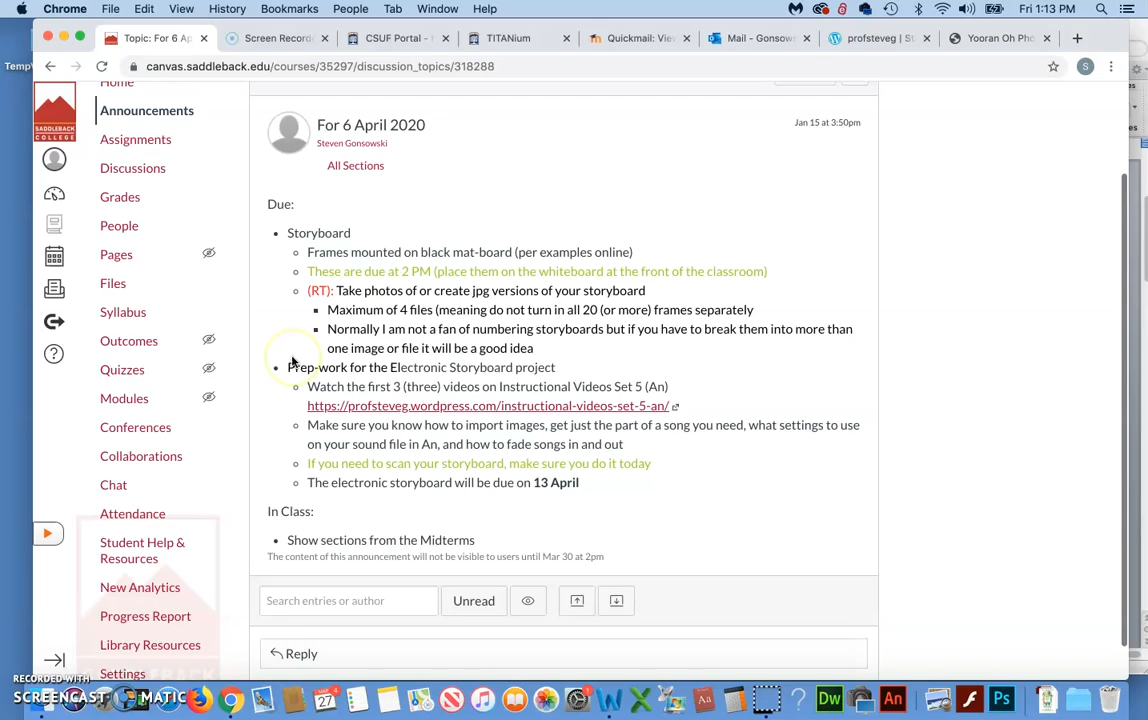 Chrome File Edit View History Bookmarks People Tab Window Help Fri 1:13 PM
Topic: For 6 Ap Screen Record CSUF Portal - TITANium Quickmail: Vie Mail - Gonsow profsteveg | St Yooran Oh Pho
canvas.saddleback.edu/courses/35297/discussion_topics/318288 S
SADDLEBACK
COLLEGE
Home
Announcements
Assignments
Discussions
Grades
People
Pages
Files
Syllabus
Outcomes
Quizzes
Modules
Conferences
Collaborations
Chat
Attendance
Student Help &
Resources
New Analytics
Progress Report
Library Resources
Settings
For 6 April 2020
Jan 15 at 3:50pm
Steven Gonsowski
All Sections
Due:
Storyboard
Frames mounted on black mat-board (per examples online)
These are due at 2 PM (place them on the whiteboard at the front of the classroom)
(RT): Take photos of or create jpg versions of your storyboard
Maximum of 4 files (meaning do not turn in all 20 (or more) frames separately
Normally I am not a fan of numbering storyboards but if you have to break them into more than
one image or file it will be a good idea
Prep-work for the Electronic Storyboard project
Watch the first 3 (three) videos on Instructional Videos Set 5 (An)
https://profsteveg.wordpress.com/instructional-videos-set-5-an/
Make sure you know how to import images, get just the part of a song you need, what settings to use
on your sound file in An, and how to fade songs in and out
If you need to scan your storyboard, make sure you do it today
The electronic storyboard will be due on 13 April
In Class:
Show sections from the Midterms
The content of this announcement will not be visible to users until Mar 30 at 2pm
Search entries or author
Unread
Reply
RECORDED WITH
SCREENCAST MATIC
27
Aa
Dw
An
Ps